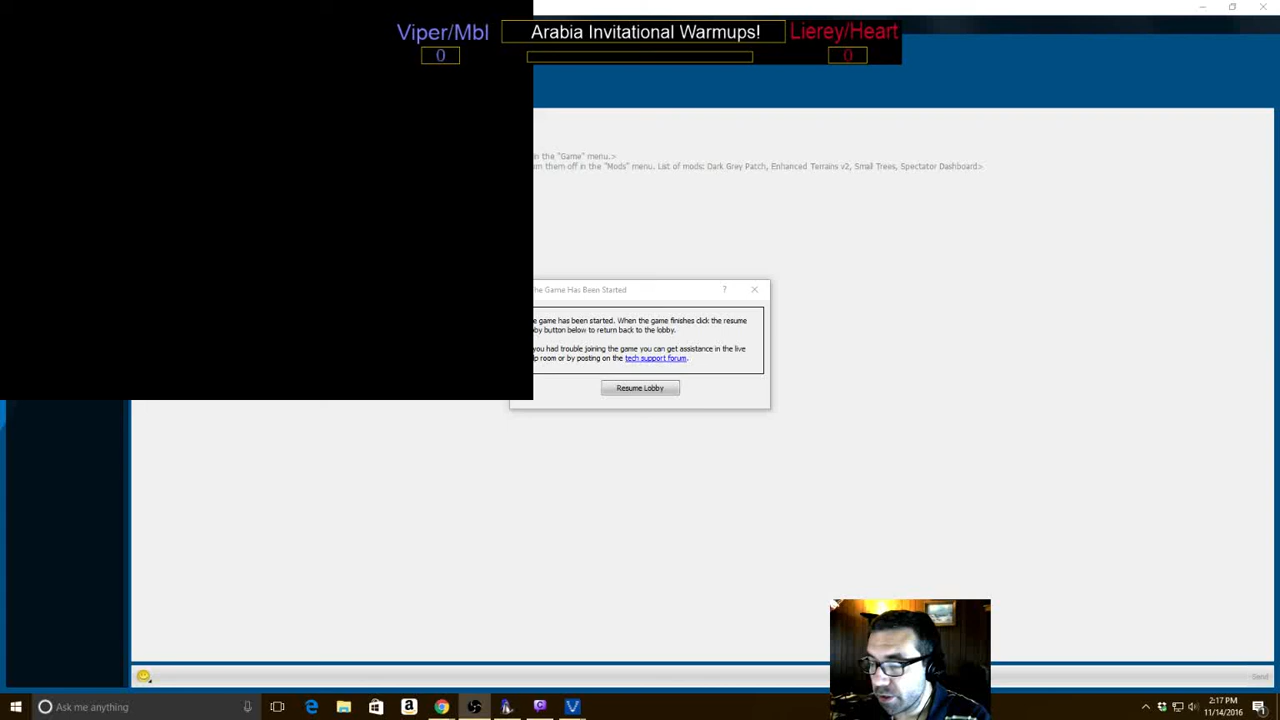 Viper/Mbl
Arabia Invitational Warmups!
Lierey/Heart
0
0
in the "Game" menu.>
them off in the "Mods" menu. List of mods: Dark Grey Patch, Enhanced Terrains v2, Small Trees, Spectator Dashboard.>
he Game Has Been Started
?
e game has been started. When the game finishes click the resume
by button below to return back to the lobby.
you had trouble joining the game you can get assistance in the live
lp room or by posting on the tech support forum.
Resume Lobby
Send
Ask me anything
2:17 PM
11/14/2016